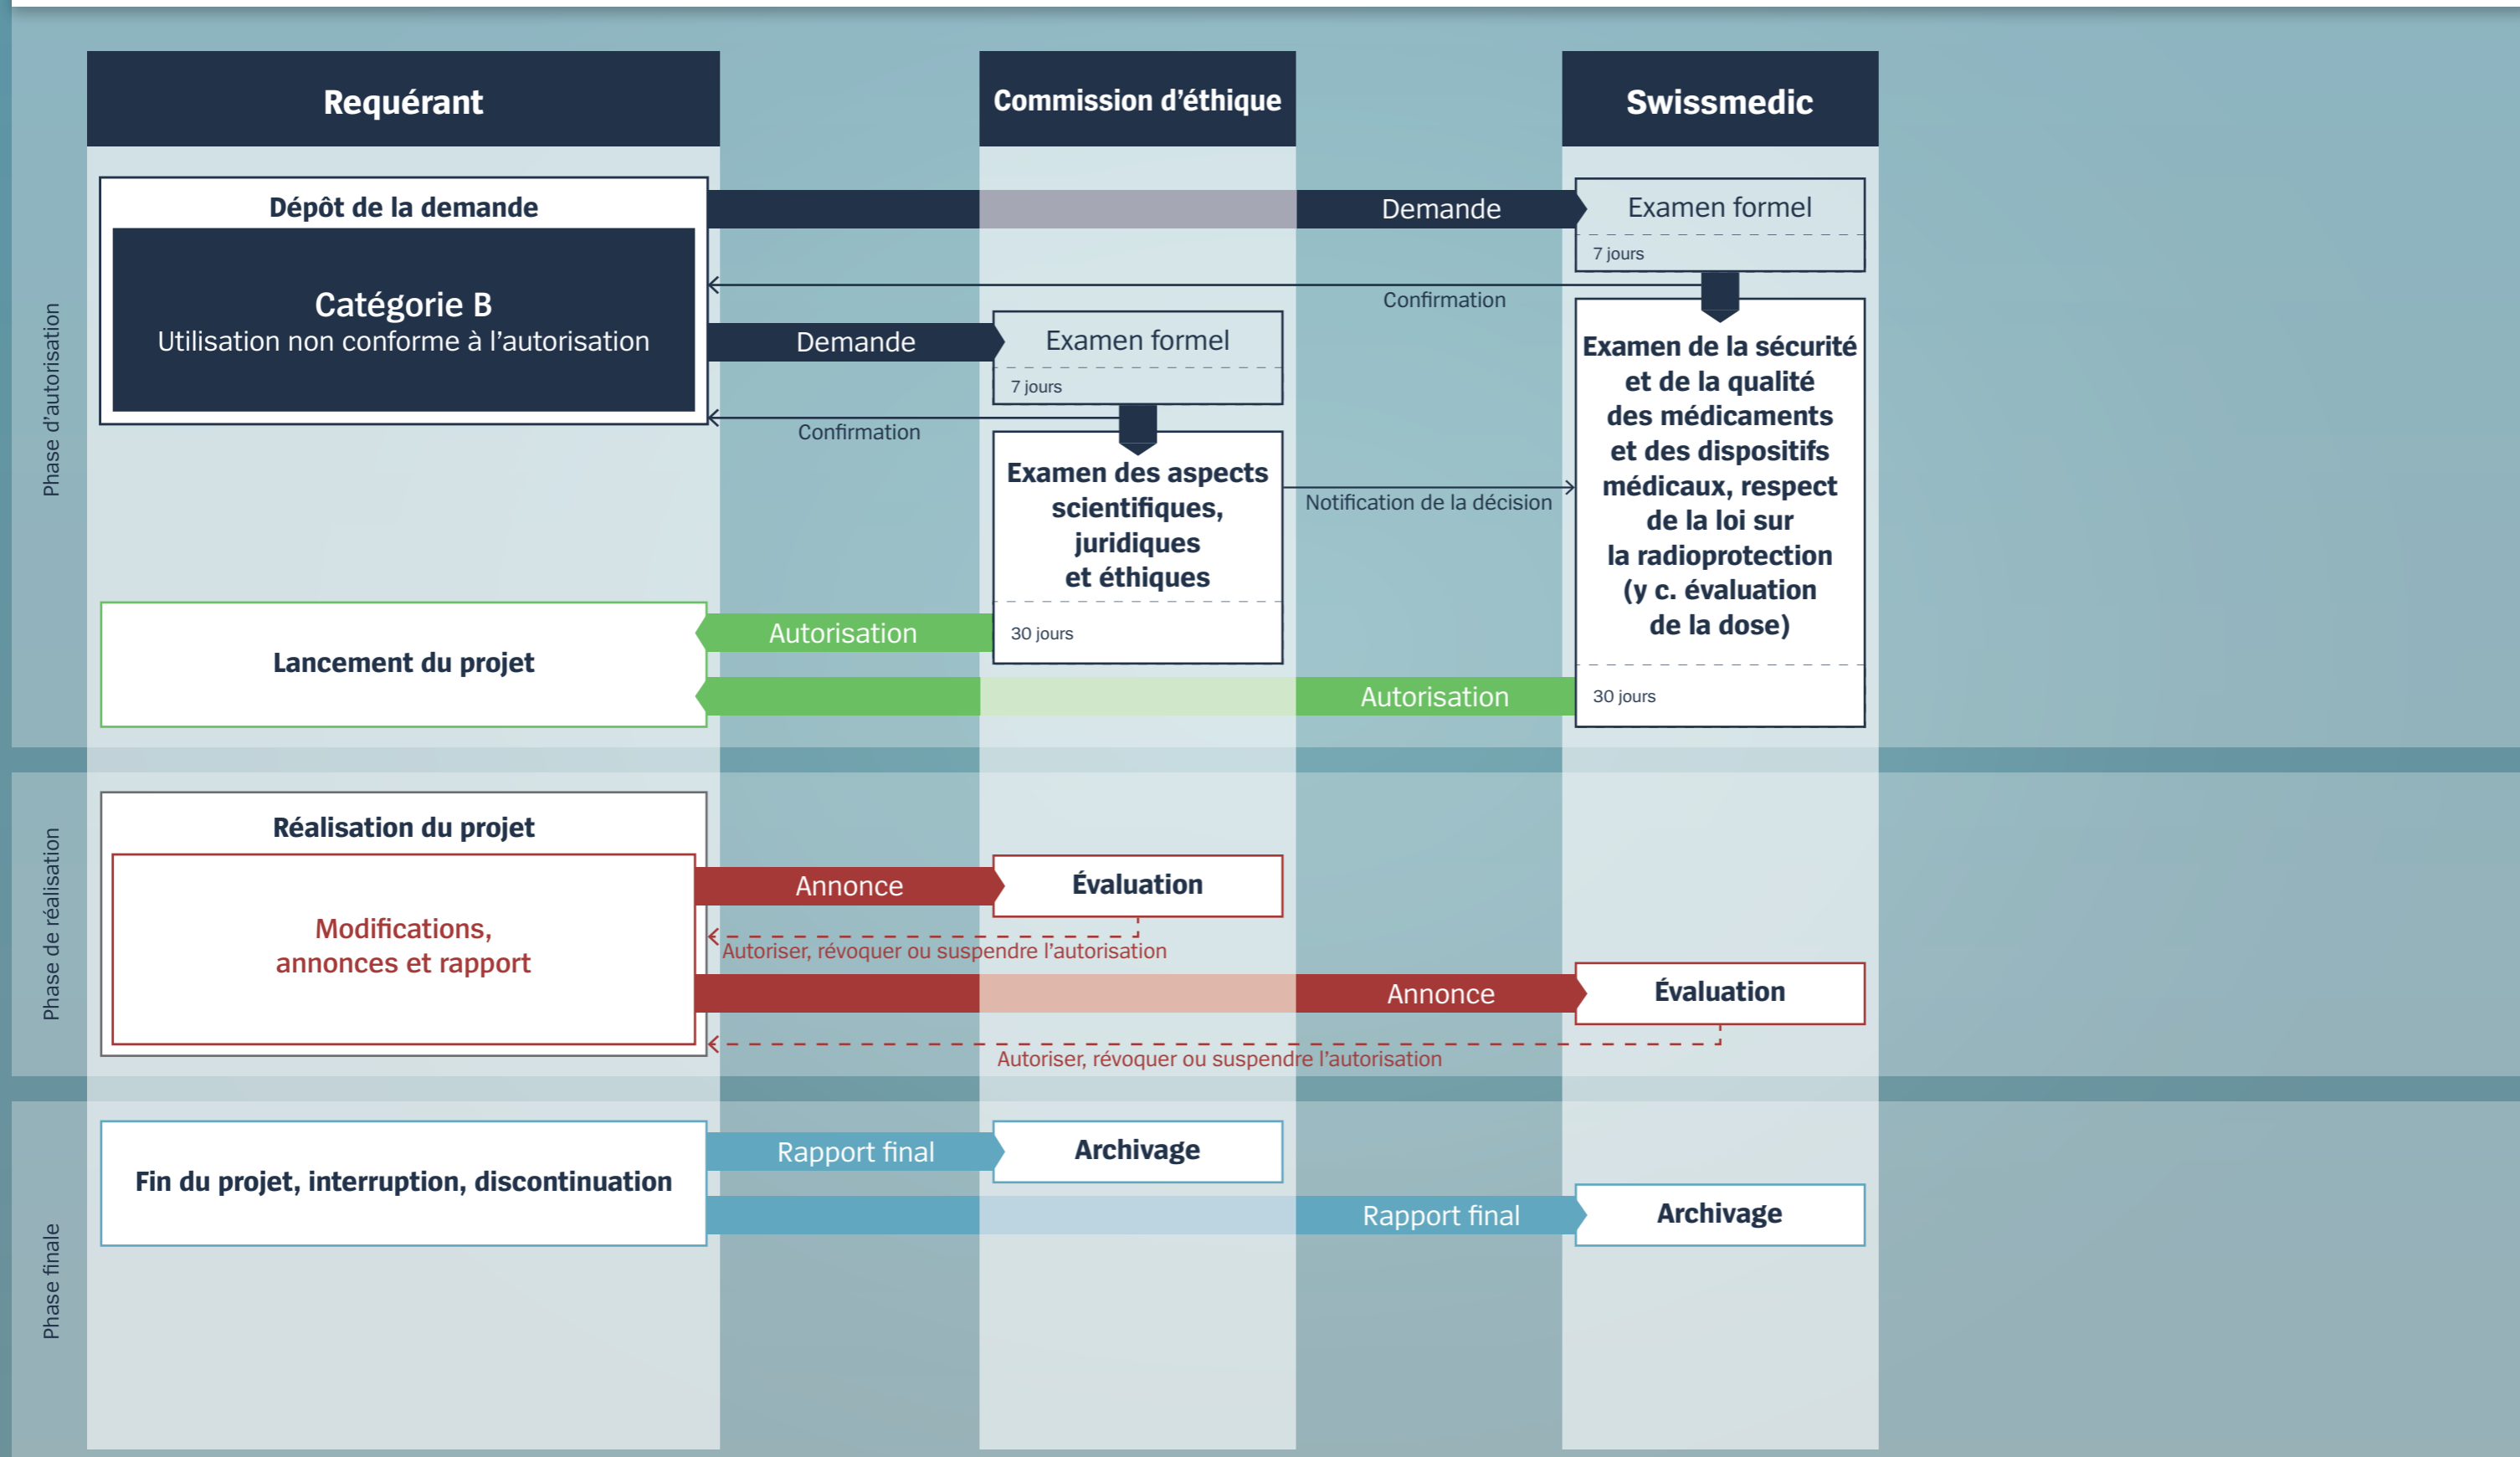 Requérant
Commission d’éthique
Swissmedic
Phase d’autorisation
Dépôt de la demande
Catégorie B
Utilisation non conforme à l’autorisation
Demande
Examen formel
7 jours
Confirmation
Demande
Examen formel
7 jours
Confirmation
Examen des aspects
scientifiques,
juridiques
et éthiques
30 jours
Notification de la décision
Examen de la sécurité
et de la qualité
des médicaments
et des dispositifs
médicaux, respect
de la loi sur
la radioprotection
(y c. évaluation
de la dose)
30 jours
Autorisation
Autorisation
Lancement du projet
Phase de réalisation
Réalisation du projet
Modifications,
annonces et rapport
Annonce
Évaluation
Autoriser, révoquer ou suspendre l’autorisation
Annonce
Évaluation
Autoriser, révoquer ou suspendre l’autorisation
Phase finale
Fin du projet, interruption, discontinuation
Rapport final
Archivage
Rapport final
Archivage